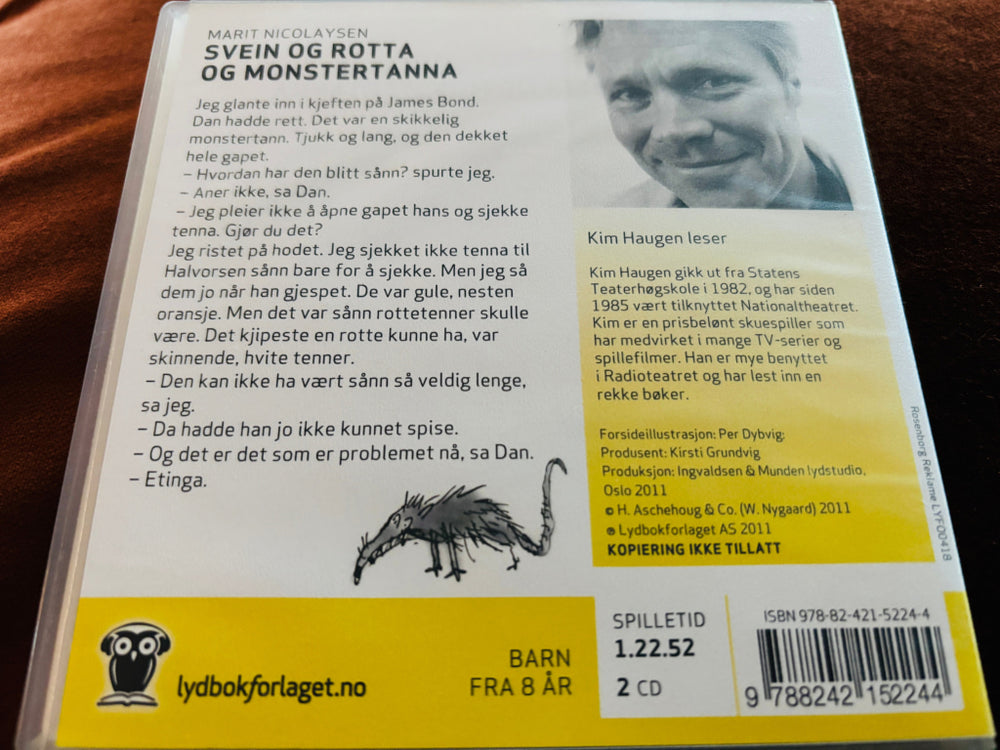 MARIT NICOLAYSEN
SVEIN OG ROTTA
OG MONSTERTANNA
Jeg glante inn i kjeften på James Bond.
Dan hadde rett. Det var en skikkelig
monstertann. Tjukk og lang, og den dekket
hele gapet.
– Hvordan har den blitt sånn? spurte jeg.
– Aner ikke, sa Dan.
– Jeg pleier ikke å åpne gapet hans og sjekke
tenna. Gjør du det?
Jeg ristet på hodet. Jeg sjekket ikke tenna til
Halvorsen sånn bare for å sjekke. Men jeg så
dem jo når han gjespet. De var gule, nesten
oransje. Men det var sånn rottetenner skulle
være. Det kjipeste en rotte kunne ha, var
skinnende, hvite tenner.
– Den kan ikke ha vært sånn så veldig lenge,
sa jeg.
– Da hadde han jo ikke kunnet spise.
– Og det er det som er problemet nå, sa Dan.
– Etinga.
Kim Haugen leser
Kim Haugen gikk ut fra Statens
Teaterhøgskole i 1982, og har siden
1985 vært tilknyttet Nationaltheatret.
Kim er en prisbelønt skuespiller som
har medvirket i mange TV-serier og
spillefilmer. Han er mye benyttet
i Radioteatret og har lest inn en
rekke bøker.
Forsideillustrasjon: Per Dybvig;
Produsent: Kirsti Grundvig
Produksjon: Ingvaldsen & Munden lydstudio,
Oslo 2011
© H. Aschehoug & Co. (W. Nygaard) 2011
℗ Lydbokforlaget AS 2011
KOPIERING IKKE TILLATT
Rosenborg Reklame LYF00418
lydbokforlaget.no
BARN
FRA 8 ÅR
SPILLETID
1.22.52
2 CD
ISBN 978-82-421-5224-4
9 788242 152244